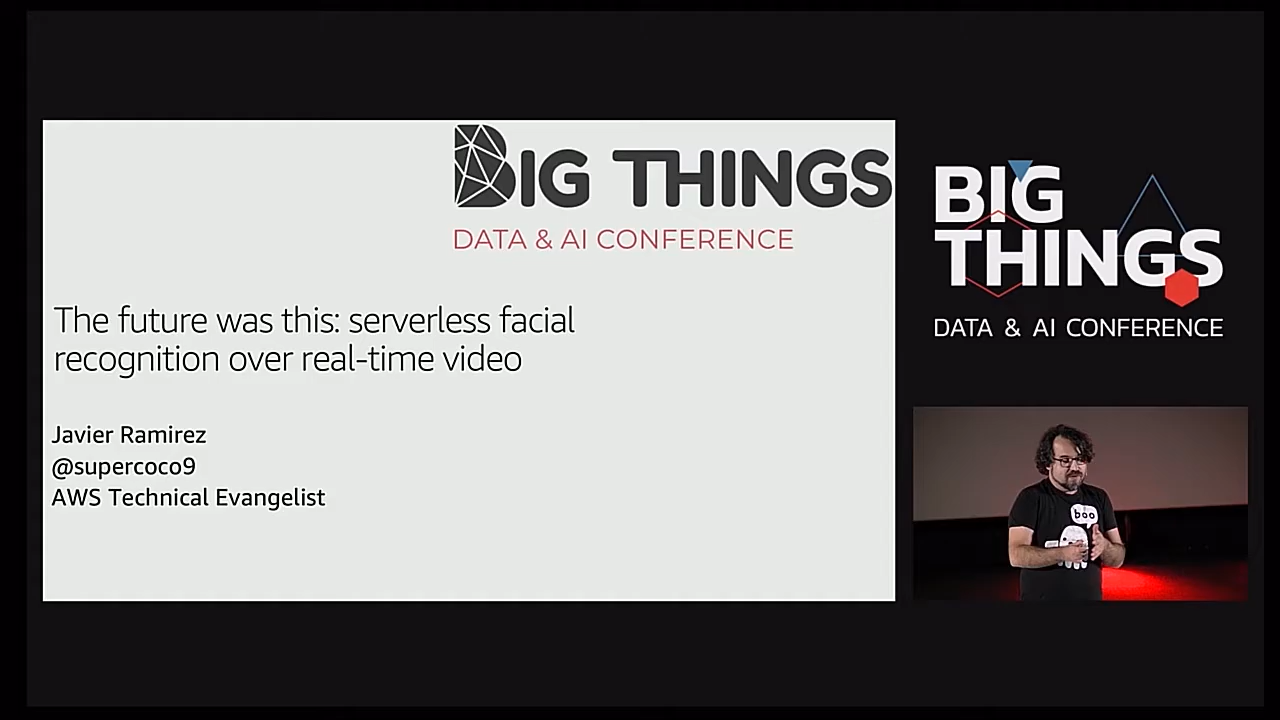 BIG THINGS
DATA & AI CONFERENCE
The future was this: serverless facial
recognition over real-time video
Javier Ramirez
@supercoco9
AWS Technical Evangelist
BIG
THINGS
DATA & AI CONFERENCE
boo